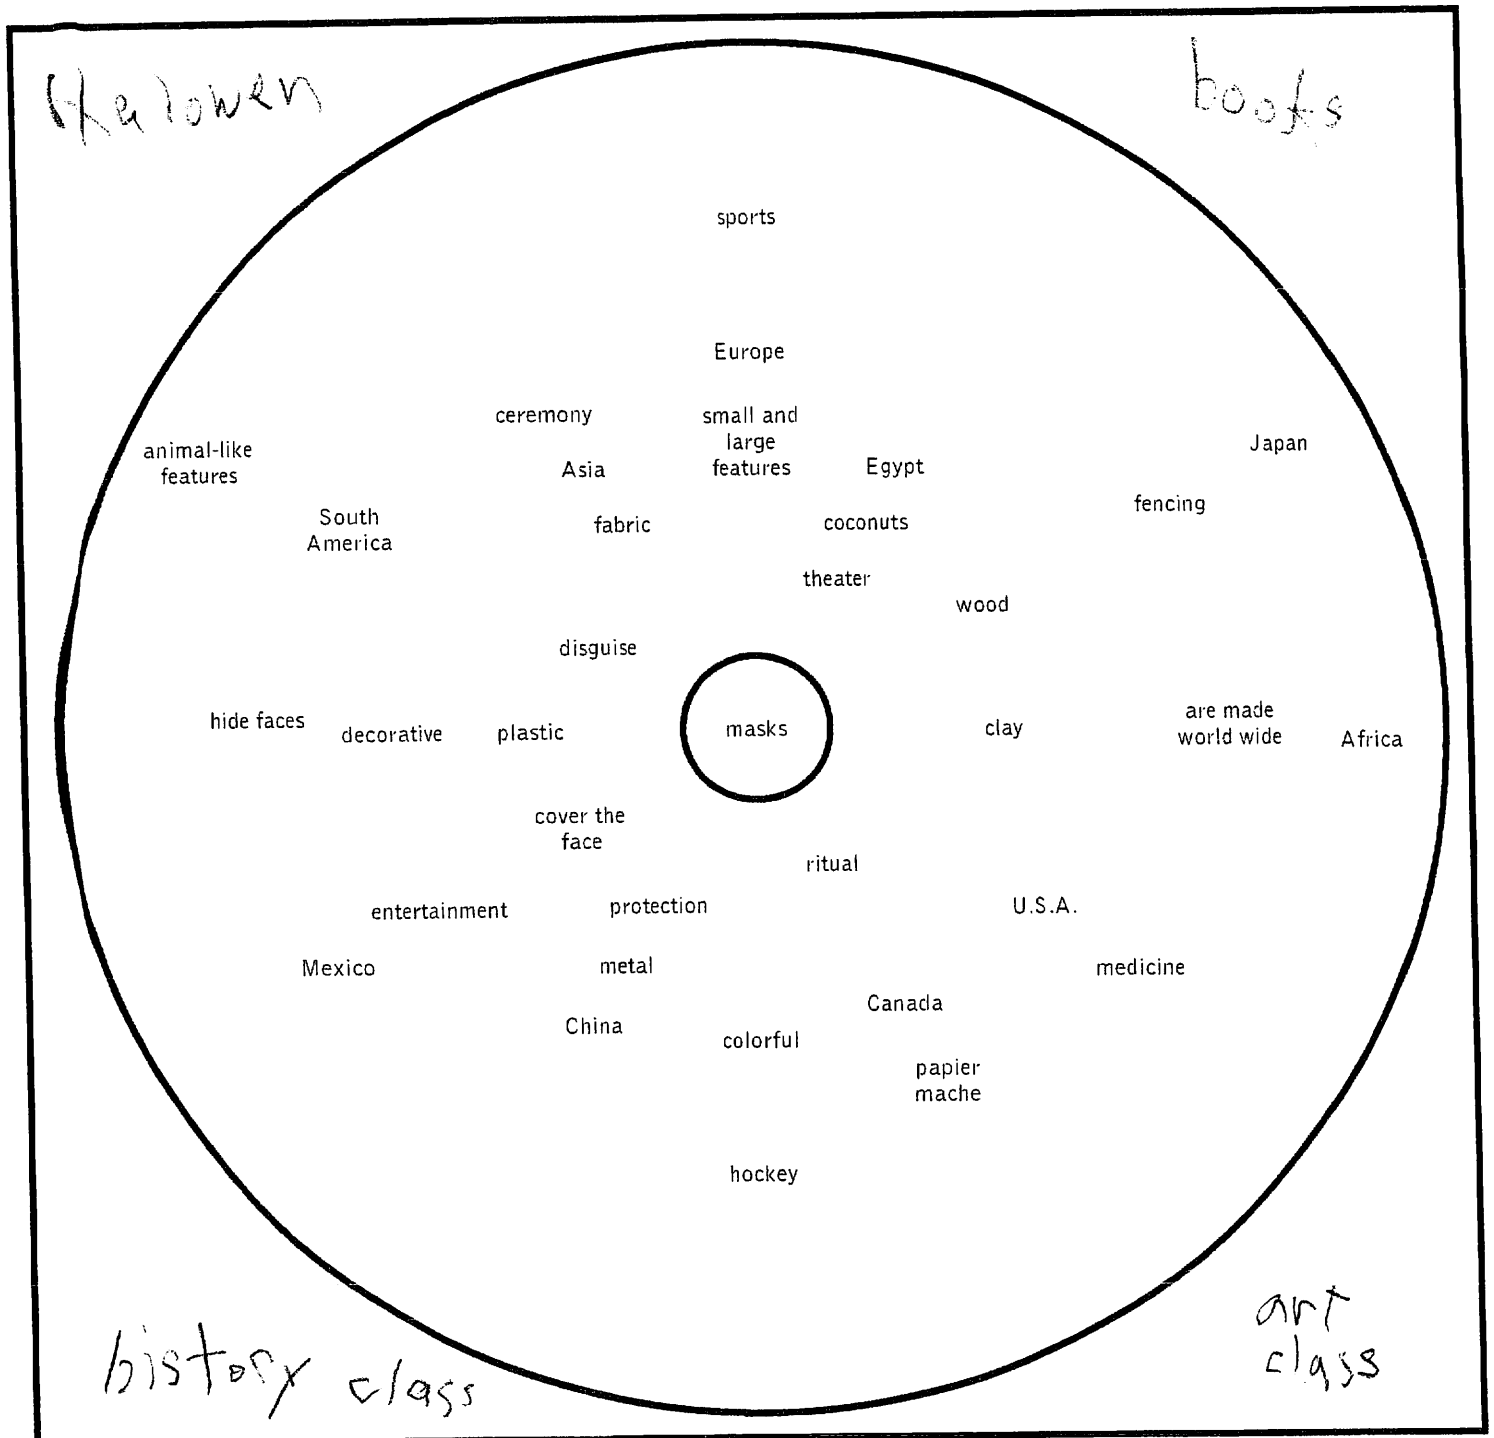 Halowen
books
sports
Europe
ceremony
small and
large
features
animal-like
features
Asia
Egypt
Japan
South
America
fabric
coconuts
fencing
theater
wood
disguise
hide faces
decorative
plastic
masks
clay
are made
world wide
Africa
cover the
face
ritual
entertainment
protection
U.S.A.
Mexico
metal
medicine
Canada
China
colorful
papier
mache
hockey
history class
art
class